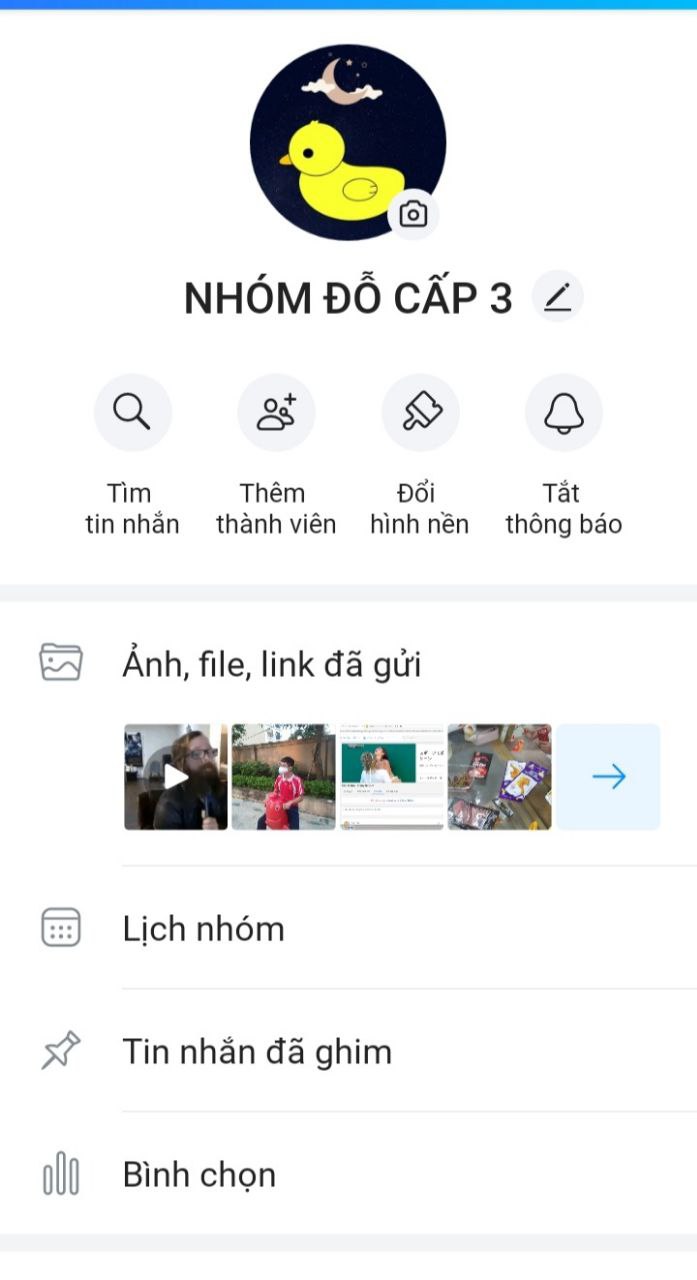 NHÓM ĐỖ CẤP 3
Tìm
tin nhắn
Thêm
thành viên
Đổi
hình nền
Tắt
thông báo
Ảnh, file, link đã gửi
Lịch nhóm
Tin nhắn đã ghim
Bình chọn